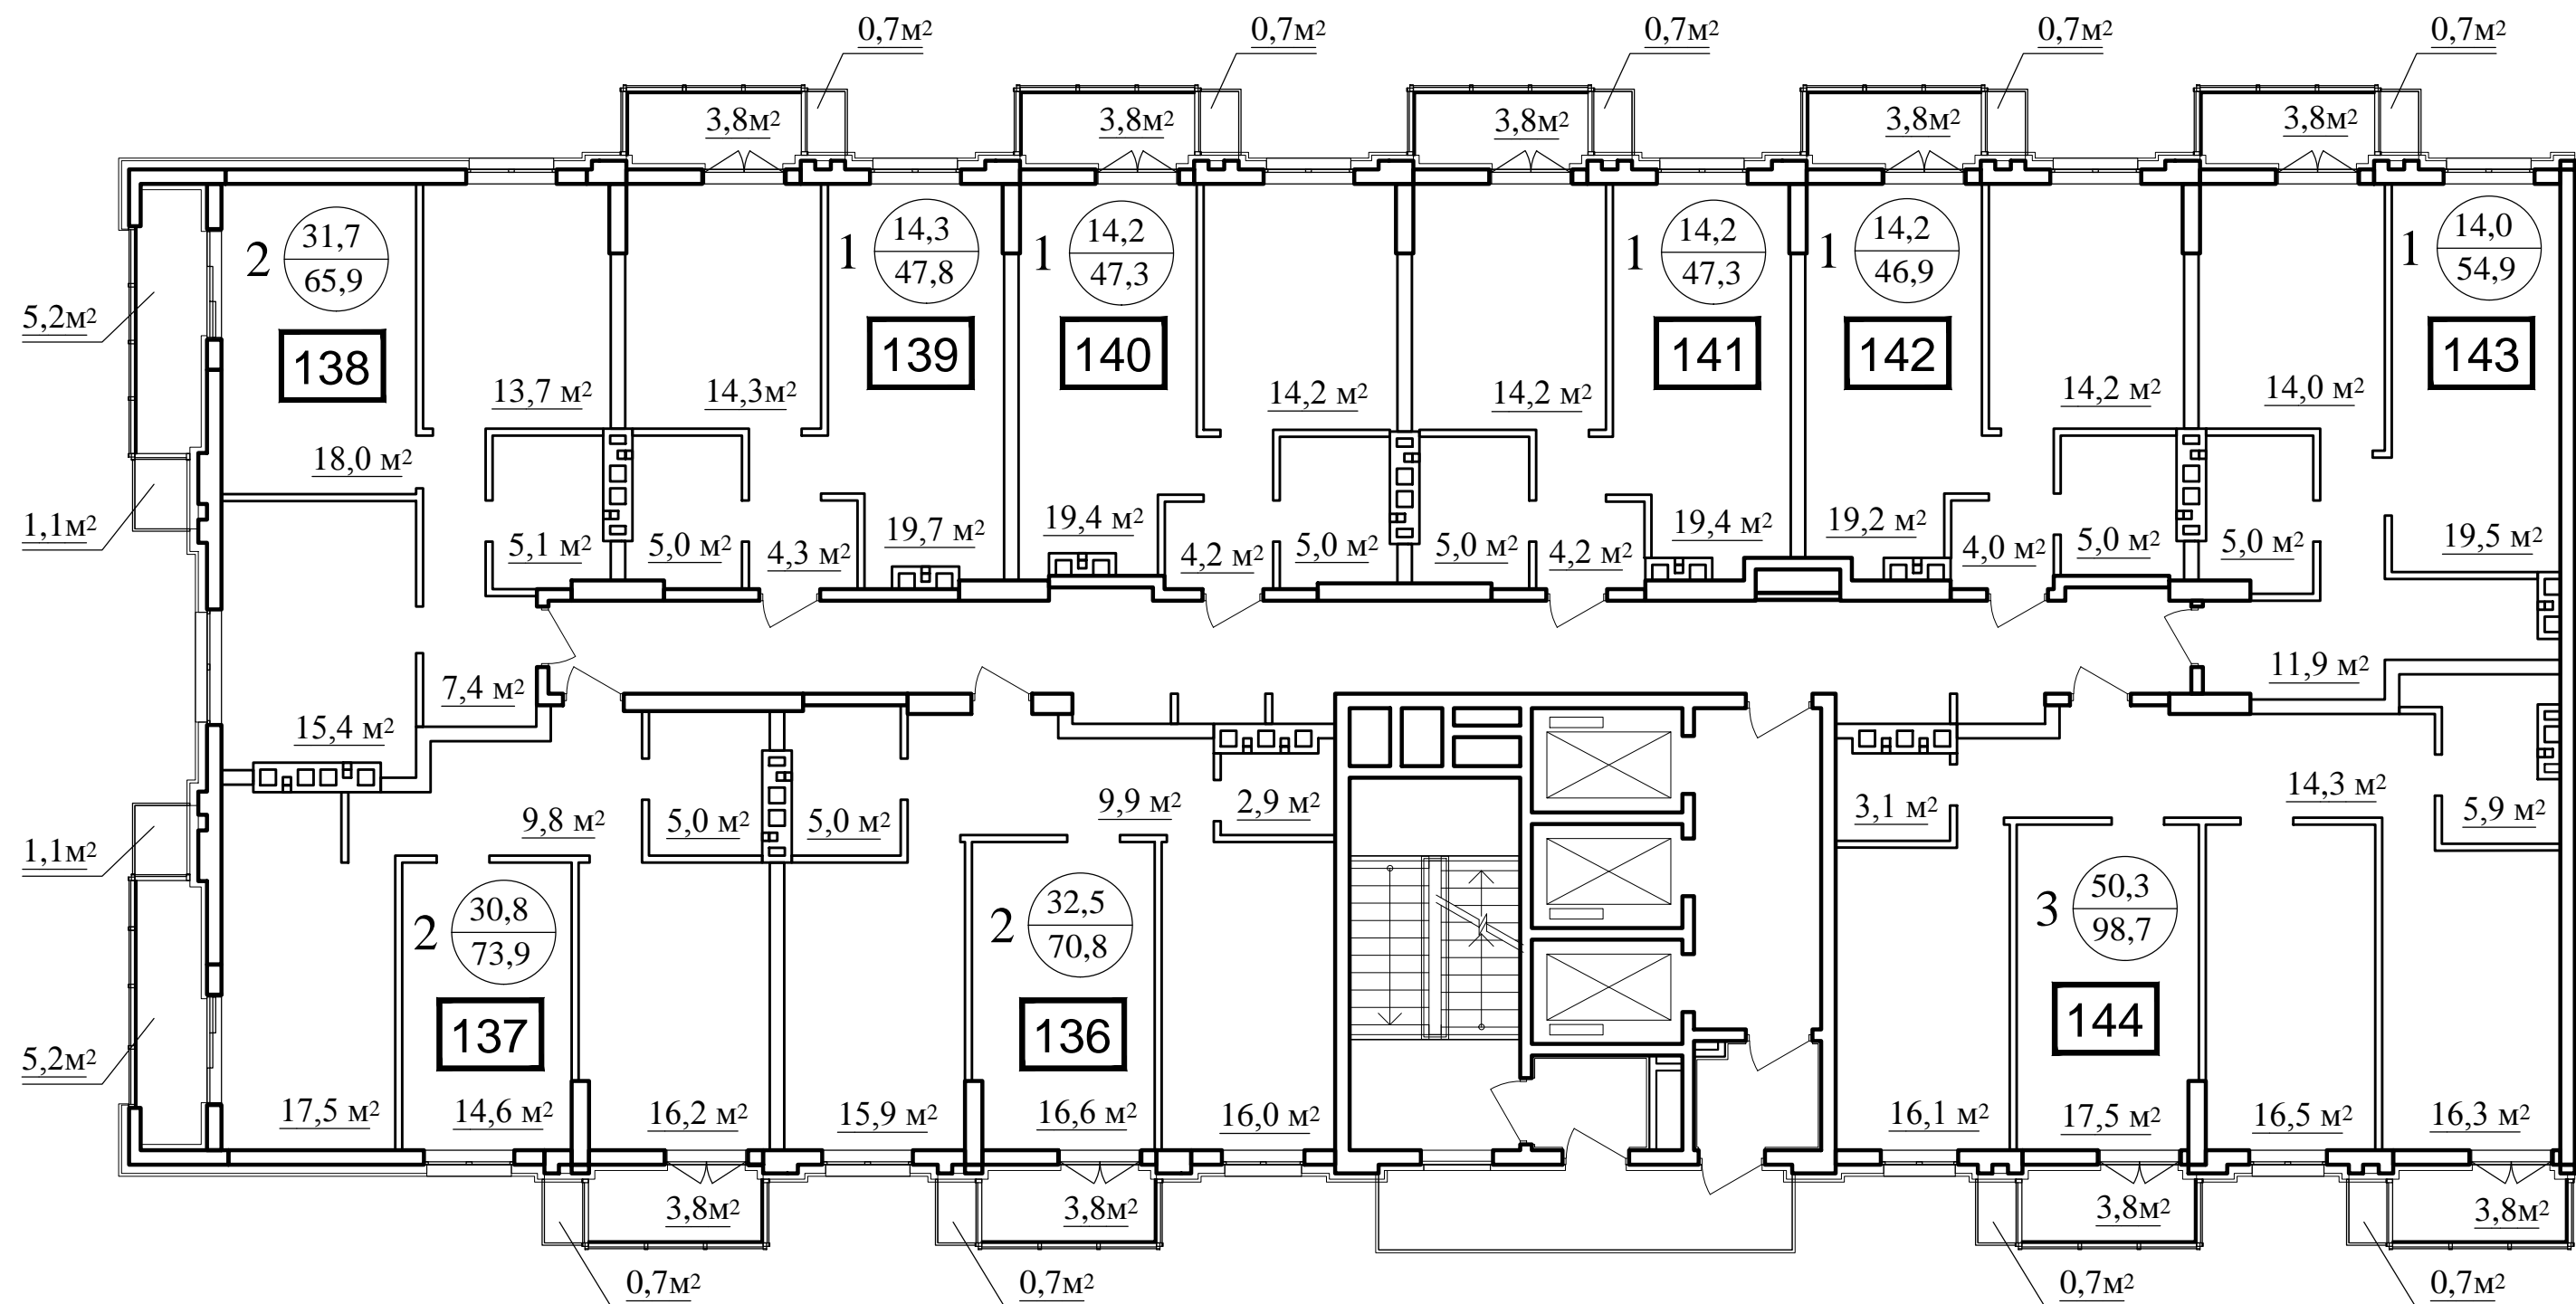 0,7м² 0,7м² 0,7м² 0,7м² 0,7м²
3,8м² 3,8м² 3,8м² 3,8м² 3,8м²
2 31,7 65,9
1 14,3 47,8
1 14,2 47,3
1 14,2 47,3
1 14,2 46,9
1 14,0 54,9
5,2м²
138 139 140 141 142 143
13,7 м² 14,3м² 14,2 м² 14,2 м² 14,2 м² 14,0 м²
18,0 м²
1,1м²
5,1 м² 5,0 м² 4,3 м² 19,7 м² 19,4 м² 4,2 м² 5,0 м² 5,0 м² 4,2 м² 19,4 м² 19,2 м² 4,0 м² 5,0 м² 5,0 м² 19,5 м²
15,4 м² 7,4 м² 11,9 м²
1,1м²
9,8 м² 5,0 м² 5,0 м² 9,9 м² 2,9 м² 3,1 м² 14,3 м² 5,9 м²
2 30,8 73,9
2 32,5 70,8
3 50,3 98,7
5,2м²
137 136 144
17,5 м² 14,6 м² 16,2 м² 15,9 м² 16,6 м² 16,0 м² 16,1 м² 17,5 м² 16,5 м² 16,3 м²
3,8м² 3,8м² 3,8м² 3,8м²
0,7м² 0,7м² 0,7м² 0,7м²